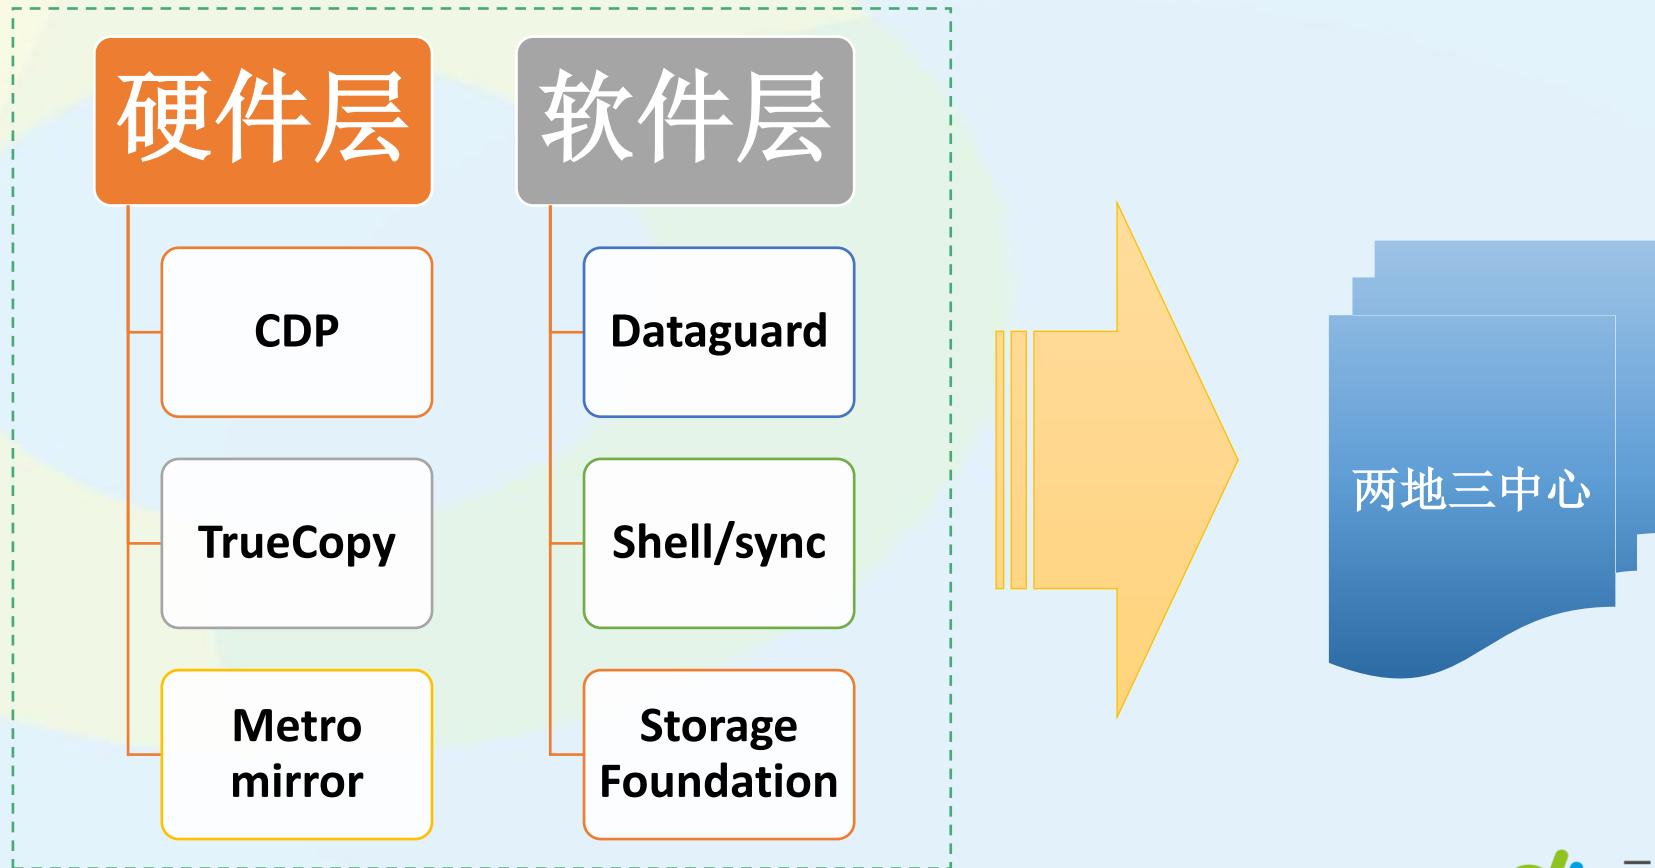 硬件层
CDP
TrueCopy
Metro
mirror
软件层
Dataguard
Shell/sync
Storage
Foundation
两地三中心